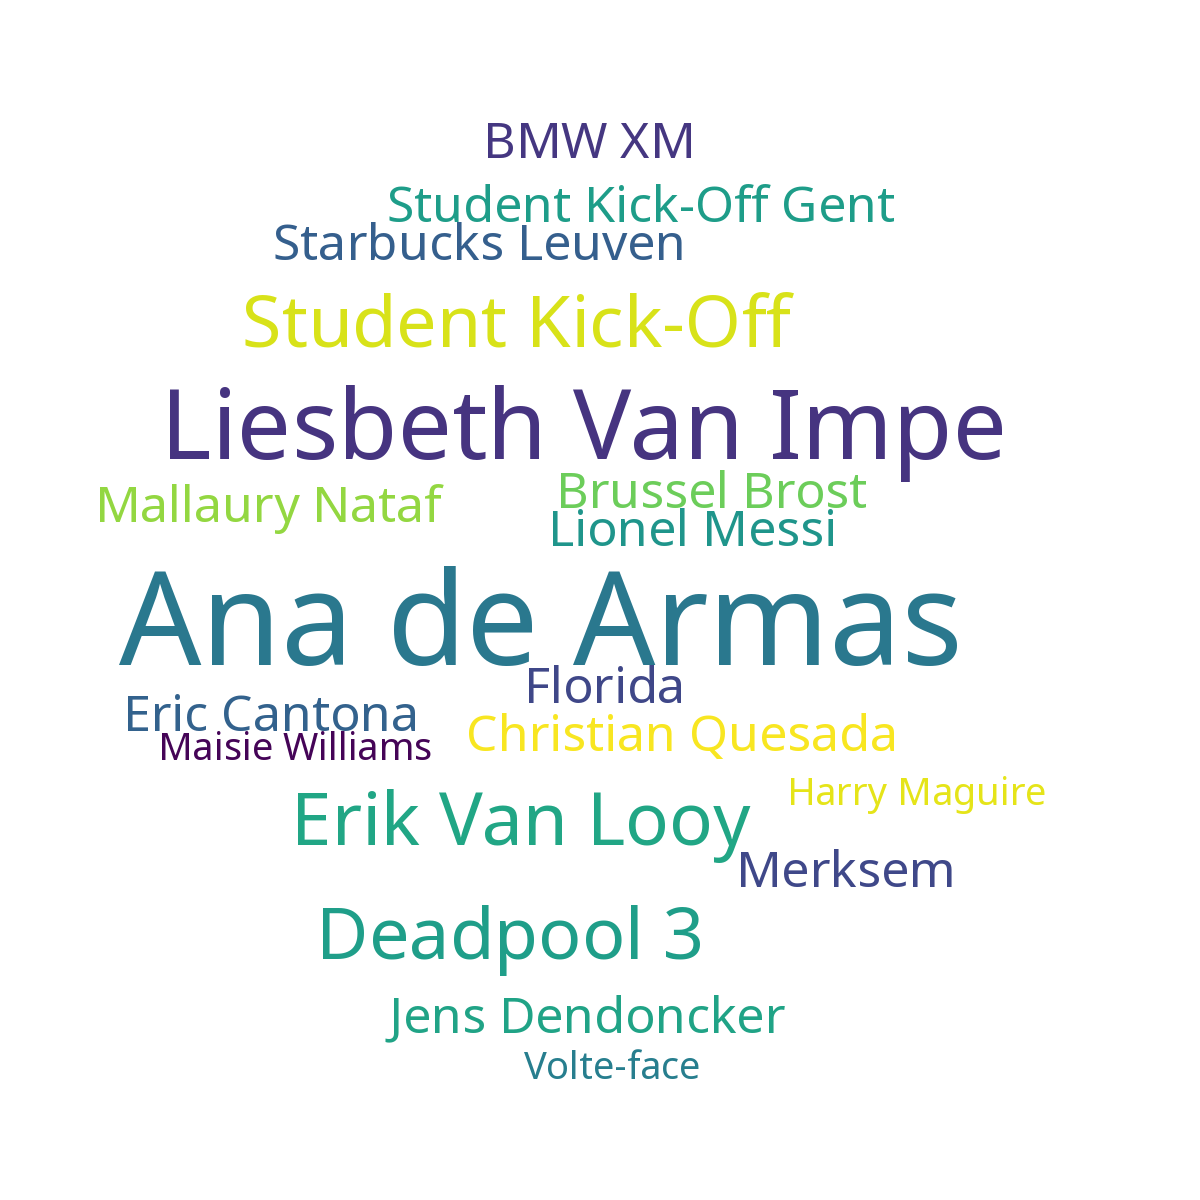 BMW XM
Student Kick-Off Gent
Starbucks Leuven
Student Kick-Off
Liesbeth Van Impe
Mallaury Nataf
Brussel Brost
Lionel Messi
Ana de Armas
Florida
Eric Cantona
Christian Quesada
Maisie Williams
Harry Maguire
Erik Van Looy
Merksem
Deadpool 3
Jens Dendoncker
Volte-face